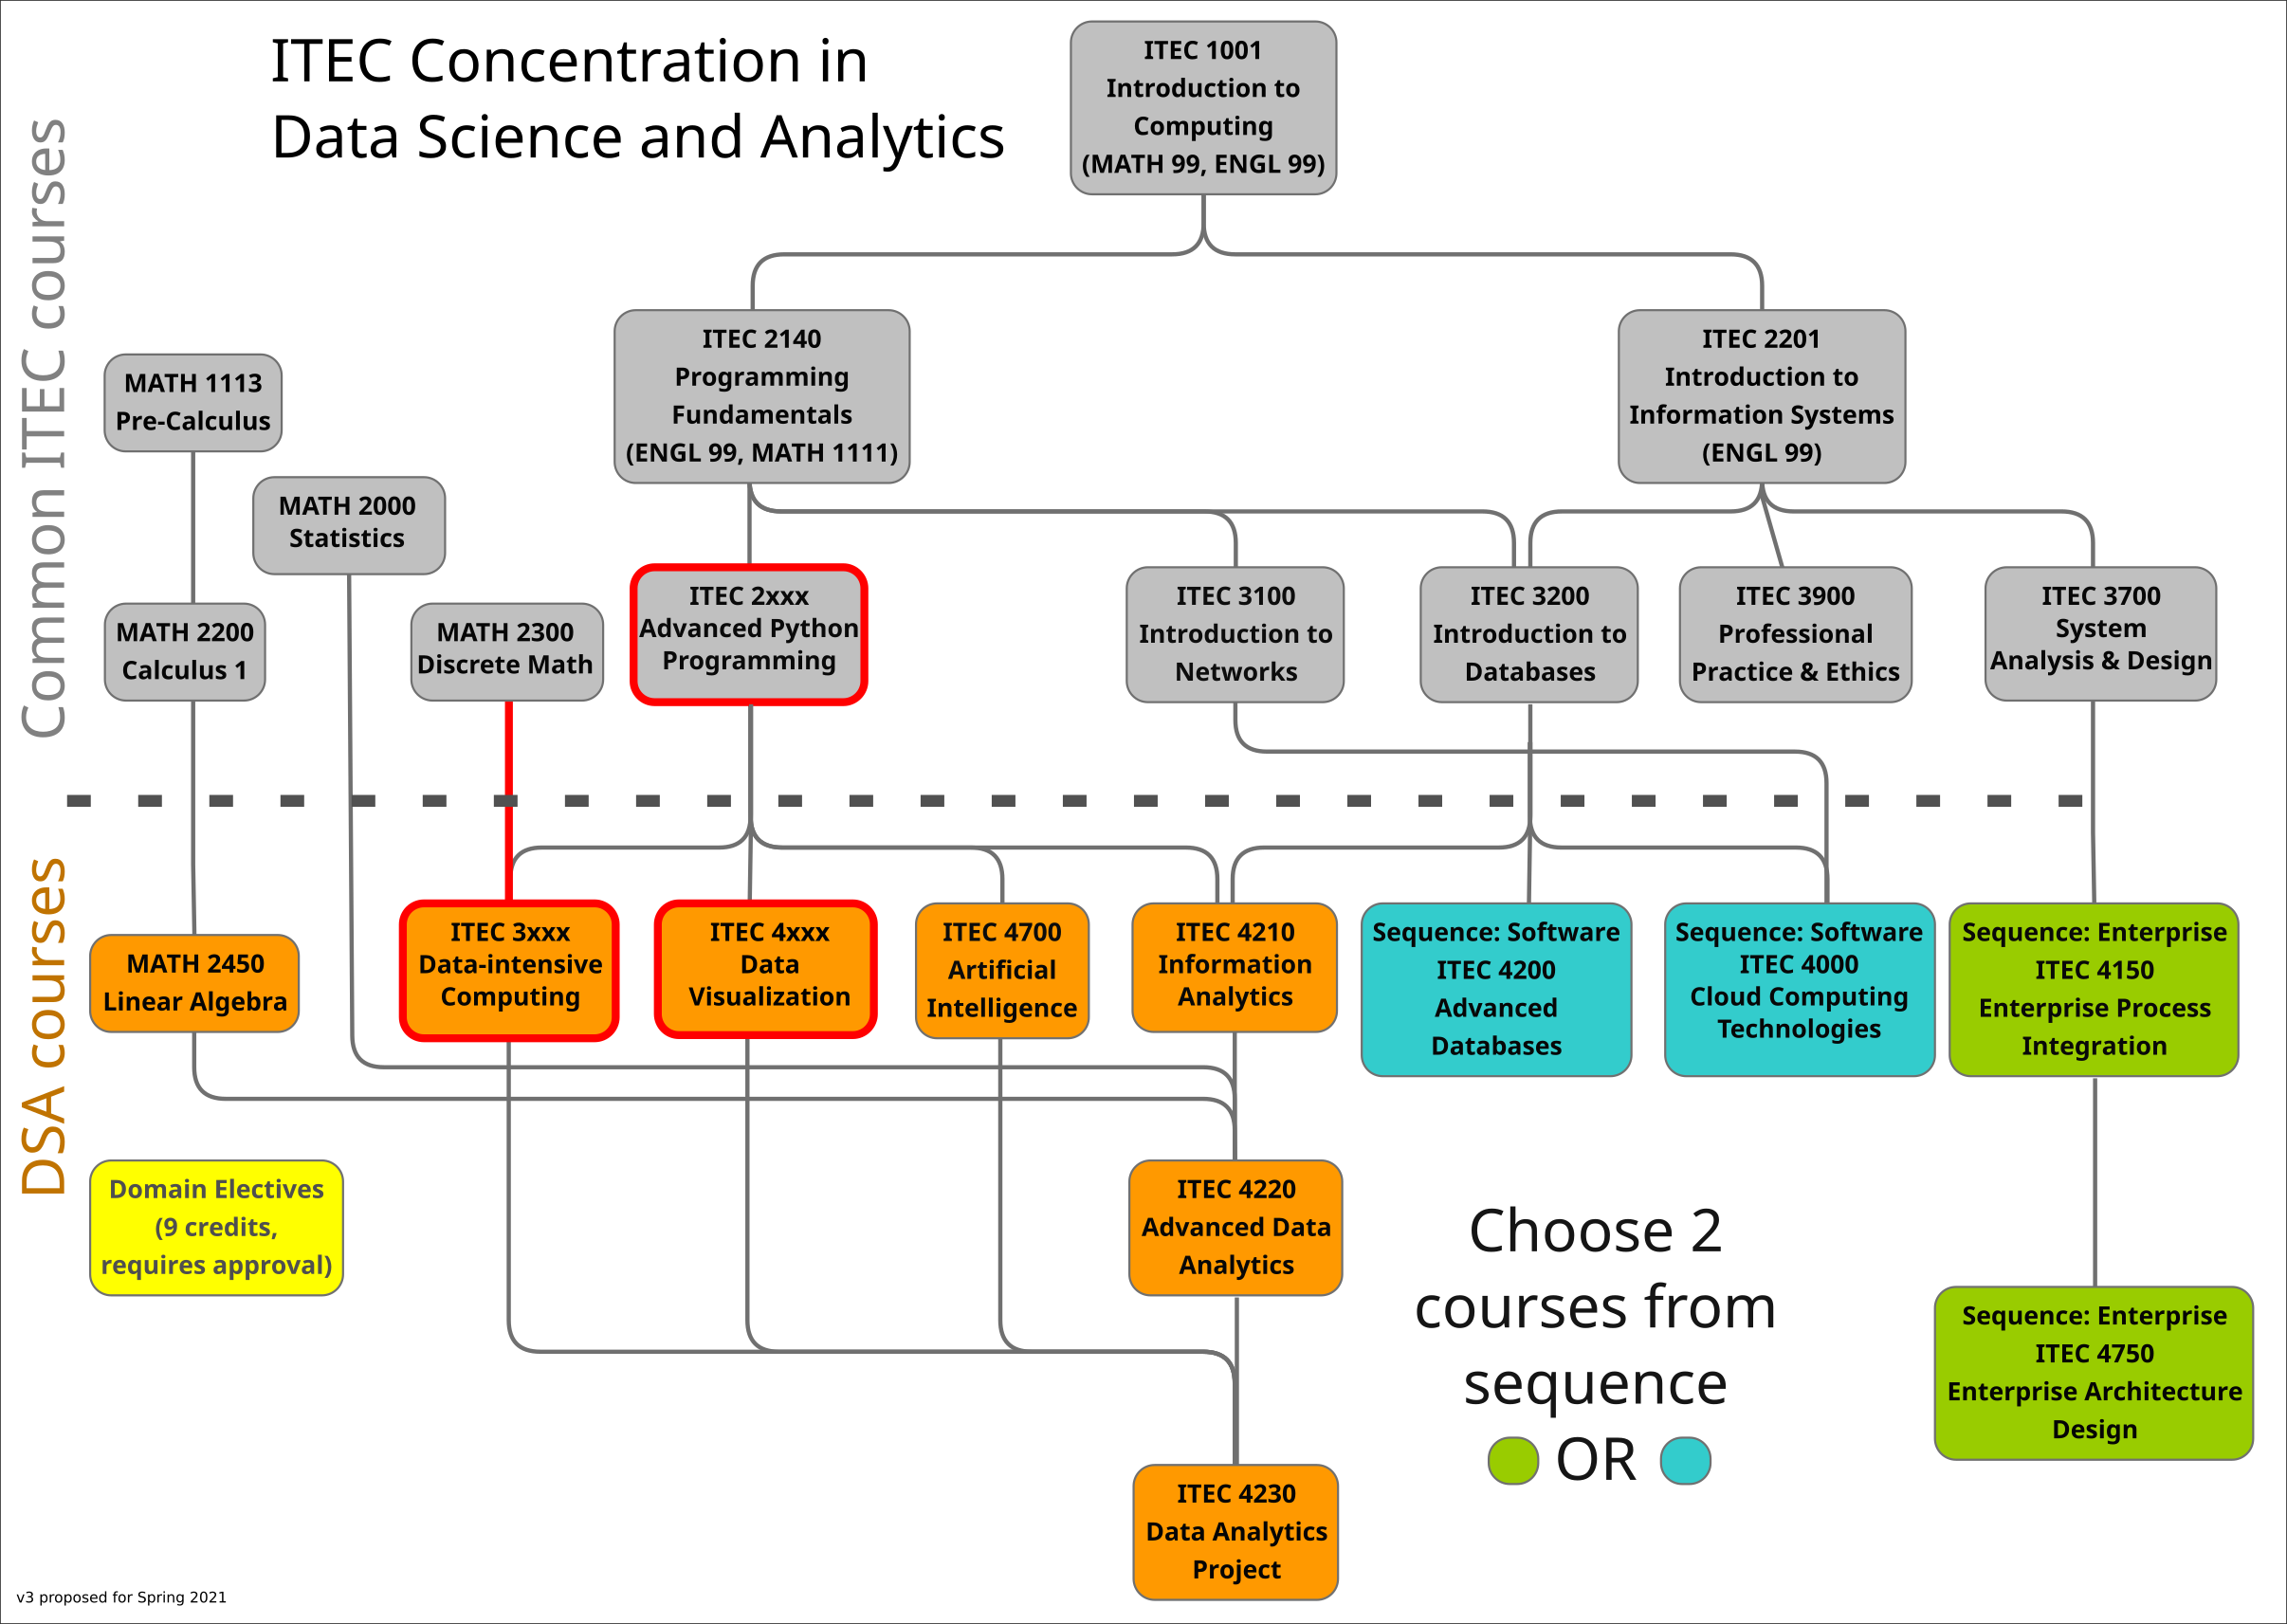 ITEC Concentration in
Data Science and Analytics
ITEC 1001
Introduction to
Computing
(MATH 99, ENGL 99)
Common ITEC courses
ITEC 2140
Programming
Fundamentals
(ENGL 99, MATH 1111)
ITEC 2201
Introduction to
Information Systems
(ENGL 99)
MATH 1113
Pre-Calculus
MATH 2000
Statistics
MATH 2200
Calculus 1
MATH 2300
Discrete Math
ITEC 2xxx
Advanced Python
Programming
ITEC 3100
Introduction to
Networks
ITEC 3200
Introduction to
Databases
ITEC 3900
Professional
Practice & Ethics
ITEC 3700
System
Analysis & Design
DSA courses
MATH 2450
Linear Algebra
ITEC 3xxx
Data-intensive
Computing
ITEC 4xxx
Data
Visualization
ITEC 4700
Artificial
Intelligence
ITEC 4210
Information
Analytics
Sequence: Software
ITEC 4200
Advanced
Databases
Sequence: Software
ITEC 4000
Cloud Computing
Technologies
Sequence: Enterprise
ITEC 4150
Enterprise Process
Integration
Domain Electives
(9 credits,
requires approval)
ITEC 4220
Advanced Data
Analytics
Choose 2
courses from
sequence
OR
Sequence: Enterprise
ITEC 4750
Enterprise Architecture
Design
ITEC 4230
Data Analytics
Project
v3 proposed for Spring 2021